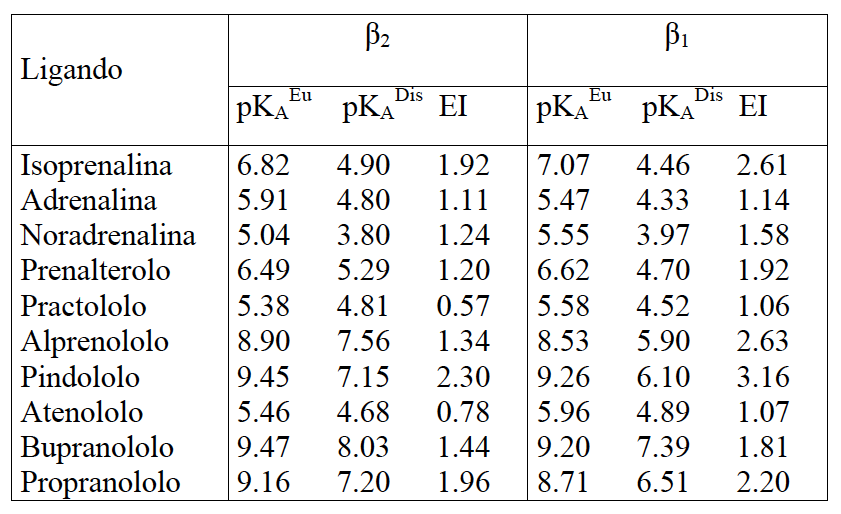 Ligando β₂ β₁
pK_A^Eu pK_A^Dis EI pK_A^Eu pK_A^Dis EI
Isoprenalina 6.82 4.90 1.92 7.07 4.46 2.61
Adrenalina 5.91 4.80 1.11 5.47 4.33 1.14
Noradrenalina 5.04 3.80 1.24 5.55 3.97 1.58
Prenalterolo 6.49 5.29 1.20 6.62 4.70 1.92
Practololo 5.38 4.81 0.57 5.58 4.52 1.06
Alprenololo 8.90 7.56 1.34 8.53 5.90 2.63
Pindololo 9.45 7.15 2.30 9.26 6.10 3.16
Atenololo 5.46 4.68 0.78 5.96 4.89 1.07
Bupranololo 9.47 8.03 1.44 9.20 7.39 1.81
Propranololo 9.16 7.20 1.96 8.71 6.51 2.20